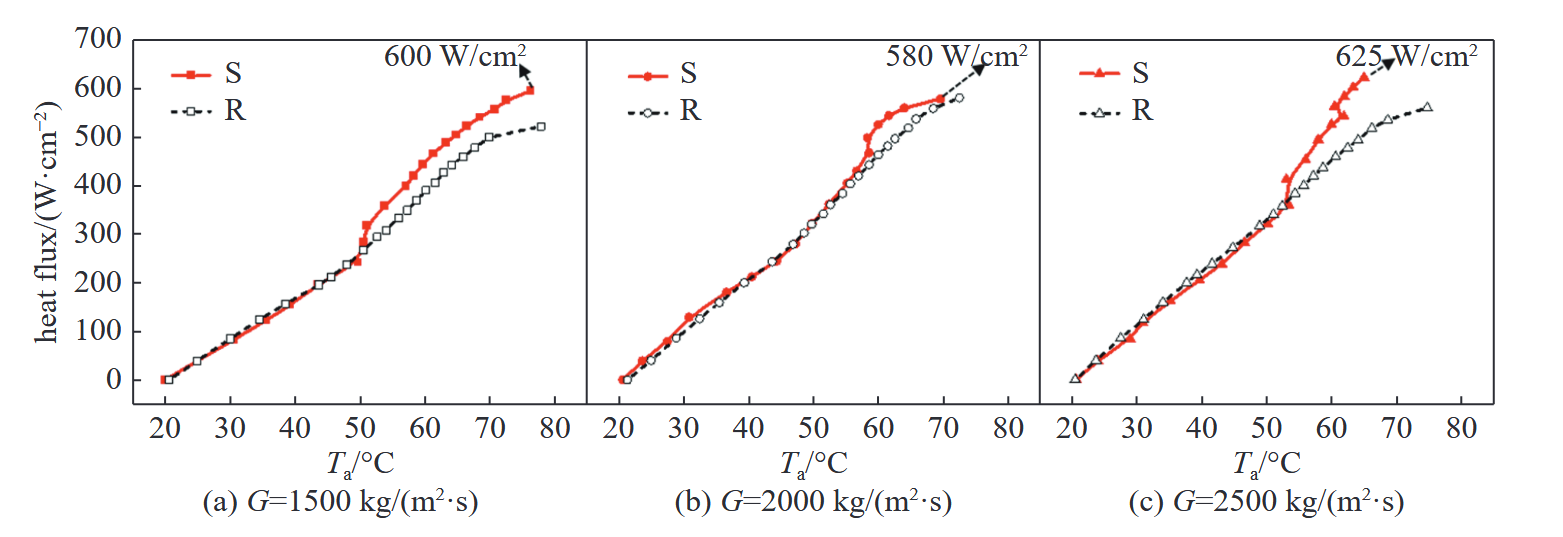 heat flux/(W·cm⁻²)
700
600
500
400
300
200
100
0
600 W/cm²
S
R
20 30 40 50 60 70 80
Tₐ/°C
(a) G=1500 kg/(m²·s)
580 W/cm²
S
R
20 30 40 50 60 70 80
Tₐ/°C
(b) G=2000 kg/(m²·s)
625 W/cm²
S
R
20 30 40 50 60 70 80
Tₐ/°C
(c) G=2500 kg/(m²·s)